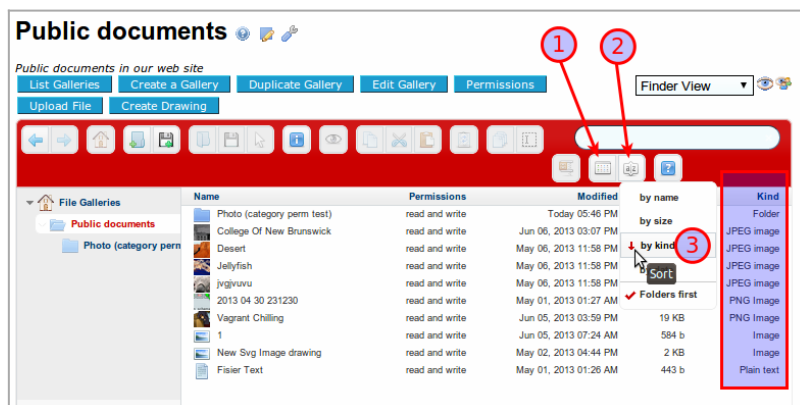 Public documents
1
2
Public documents in our web site
List Galleries Create a Gallery Duplicate Gallery Edit Gallery Permissions
Finder View
Upload File Create Drawing
File Galleries
Public documents
Photo (category perm
Name Permissions Modified Kind
Photo (category perm test) read and write Today 05:46 PM Folder
College Of New Brunswick read and write Jun 06, 2013 03:07 PM JPEG image
Desert read and write May 06, 2013 11:58 PM JPEG image
Jellyfish read and write May 06, 2013 11:58 PM JPEG image
jvgjvuvu read and write May 06, 2013 11:58 PM JPEG image
2013 04 30 231230 read and write May 01, 2013 01:27 AM PNG Image
Vagrant Chilling read and write Jun 05, 2013 03:59 PM 19 KB PNG Image
1 read and write Jun 05, 2013 07:24 AM 584 b Image
New Svg Image drawing read and write May 02, 2013 04:44 PM 2 KB Image
Fisier Text read and write May 01, 2013 01:26 AM 443 b Plain text
by name
by size
by kind
3
Sort
Folders first